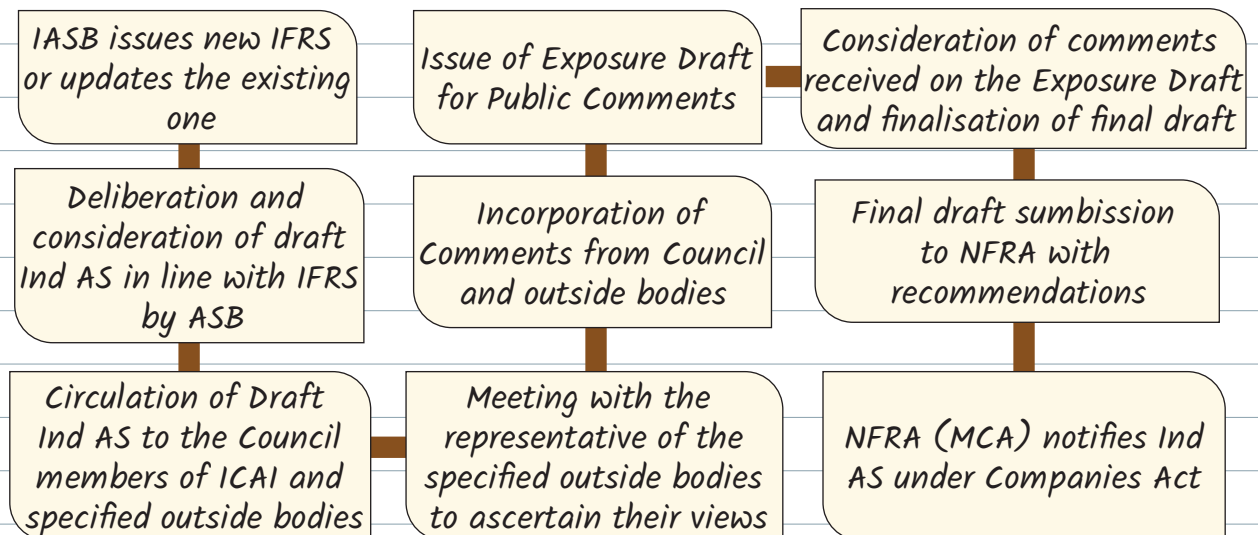 IASB issues new IFRS
or updates the existing
one
Deliberation and
consideration of draft
Ind AS in line with IFRS
by ASB
Circulation of Draft
Ind AS to the Council
members of ICAI and
specified outside bodies
Meeting with the
representative of the
specified outside bodies
to ascertain their views
Incorporation of
Comments from Council
and outside bodies
Issue of Exposure Draft
for Public Comments
Consideration of comments
received on the Exposure Draft
and finalisation of final draft
Final draft sumbission
to NFRA with
recommendations
NFRA (MCA) notifies Ind
AS under Companies Act